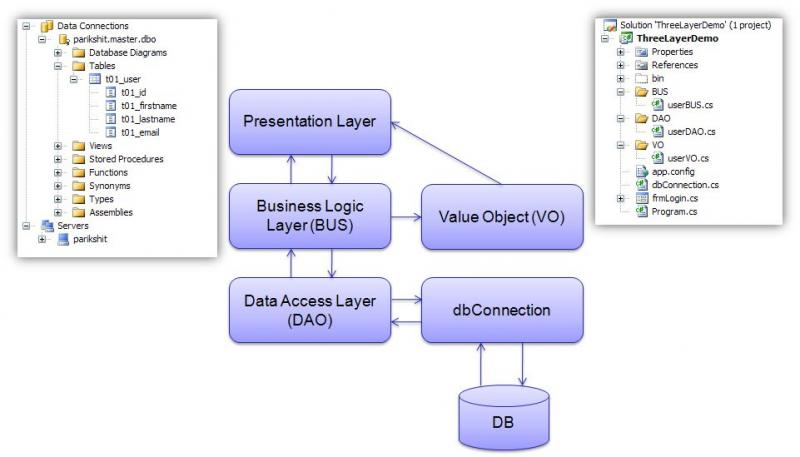 Data Connections
parikshit.master.dbo
Database Diagrams
Tables
t01_user
t01_id
t01_firstname
t01_lastname
t01_email
Views
Stored Procedures
Functions
Synonyms
Types
Assemblies
Servers
parikshit
Presentation Layer
Business Logic
Layer (BUS)
Value Object (VO)
Data Access Layer
(DAO)
dbConnection
DB
Solution 'ThreeLayerDemo' (1 project)
ThreeLayerDemo
Properties
References
bin
BUS
userBUS.cs
DAO
userDAO.cs
VO
userVO.cs
app.config
dbConnection.cs
frmLogin.cs
Program.cs